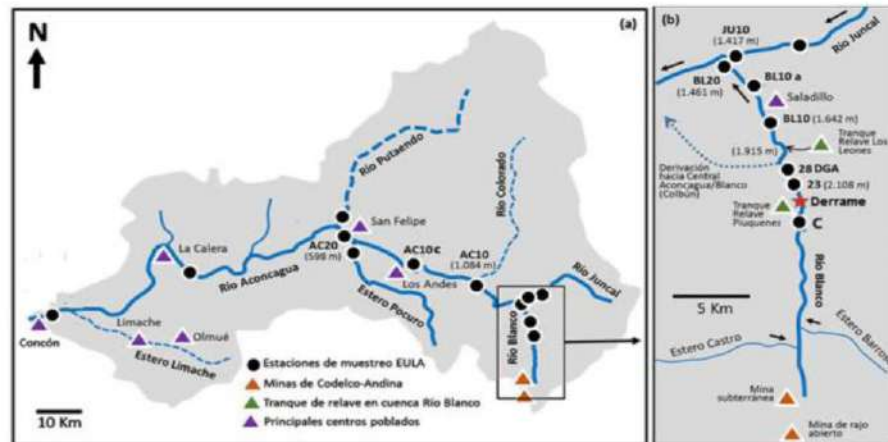 N
(a)
Río Putaendo
Río Colorado
San Felipe
La Calera
AC20
(598 m)
AC10c
AC10
(1.084 m)
Río Aconcagua
Los Andes
Río Juncal
Estero Pocuro
Río Blanco
Limache
Olmué
Concón
Estero Limache
Estaciones de muestreo EULA
Minas de Codelco-Andina
Tranque de relave en cuenca Río Blanco
Principales centros poblados
10 Km
(b)
JU10
(1.417 m)
Río Juncal
BL20
(1.461 m)
BL10 a
Saladillo
BL10 (1.642 m)
(1.915 m)
Tranque
Relave Los
Leones
Derivación
hacia Central
Aconcagua/Blanco
(Colbún)
28 DGA
23 (2.108 m)
Derrame
Tranque
Relave
Piuquenes
C
5 Km
Río Blanco
Estero Castro
Estero Barros
Mina
subterránea
Mina de rajo
abierto